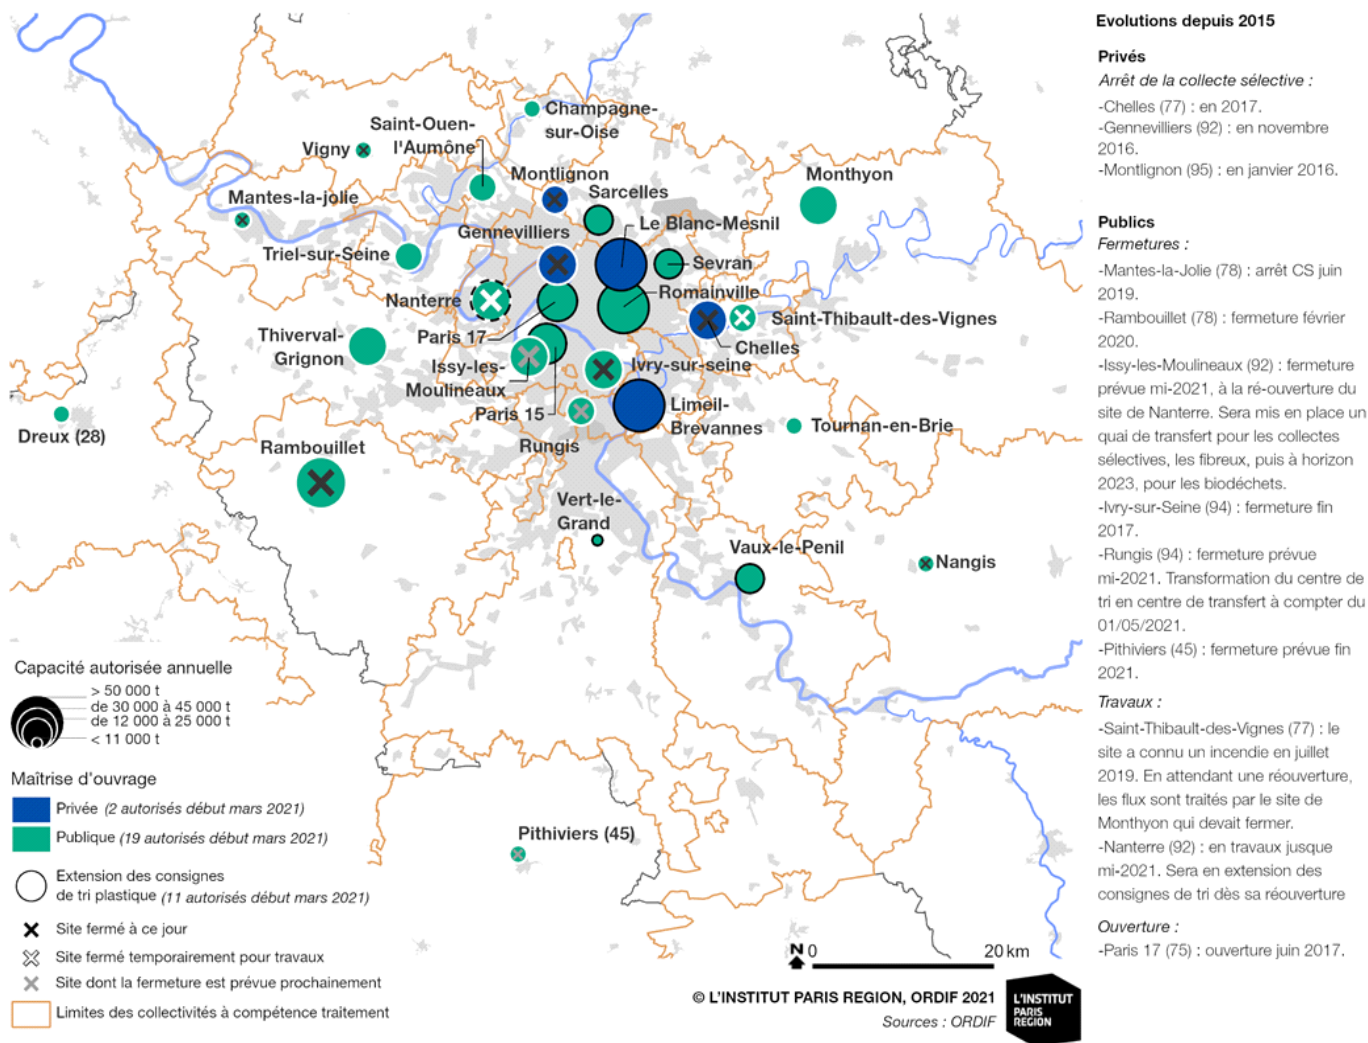 Champagne-
sur-Oise
Saint-Ouen-
l'Aumône
Vigny
Montlignon
Monthyon
Sarcelles
Mantes-la-jolie
Le Blanc-Mesnil
Gennevilliers
Triel-sur-Seine
Sevran
Nanterre
Romainville
Saint-Thibault-des-Vignes
Paris 17
Thiverval-
Grignon
Chelles
Issy-les-
Moulineaux
Ivry-sur-seine
Paris 15
Limeil-
Brevannes
Tournan-en-Brie
Dreux (28)
Rambouillet
Rungis
Vert-le-
Grand
Vaux-le-Penil
Nangis
Pithiviers (45)
Capacité autorisée annuelle
> 50 000 t
de 30 000 à 45 000 t
de 12 000 à 25 000 t
< 11 000 t
Maîtrise d'ouvrage
Privée (2 autorisés début mars 2021)
Publique (19 autorisés début mars 2021)
Extension des consignes
de tri plastique (11 autorisés début mars 2021)
Site fermé à ce jour
Site fermé temporairement pour travaux
Site dont la fermeture est prévue prochainement
Limites des collectivités à compétence traitement
N 0 20 km
© L'INSTITUT PARIS REGION, ORDIF 2021
Sources : ORDIF
L'INSTITUT
PARIS
REGION
Evolutions depuis 2015
Privés
Arrêt de la collecte sélective :
-Chelles (77) : en 2017.
-Gennevilliers (92) : en novembre
2016.
-Montlignon (95) : en janvier 2016.
Publics
Fermetures :
-Mantes-la-Jolie (78) : arrêt CS juin
2019.
-Rambouillet (78) : fermeture février
2020.
-Issy-les-Moulineaux (92) : fermeture
prévue mi-2021, à la ré-ouverture du
site de Nanterre. Sera mis en place un
quai de transfert pour les collectes
sélectives, les fibreux, puis à horizon
2023, pour les biodéchets.
-Ivry-sur-Seine (94) : fermeture fin
2017.
-Rungis (94) : fermeture prévue
mi-2021. Transformation du centre de
tri en centre de transfert à compter du
01/05/2021.
-Pithiviers (45) : fermeture prévue fin
2021.
Travaux :
-Saint-Thibault-des-Vignes (77) : le
site a connu un incendie en juillet
2019. En attendant une réouverture,
les flux sont traités par le site de
Monthyon qui devait fermer.
-Nanterre (92) : en travaux jusque
mi-2021. Sera en extension des
consignes de tri dès sa réouverture
Ouverture :
-Paris 17 (75) : ouverture juin 2017.